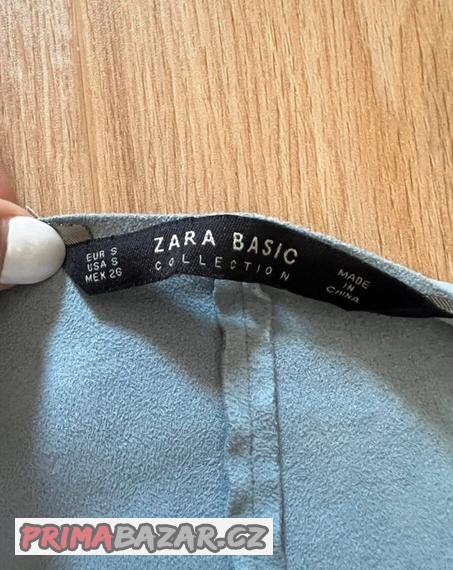 EUR S
USA S
MEX 26
ZARA BASIC
COLLECTION
MADE
IN
CHINA
PRIMABAZAR.CZ